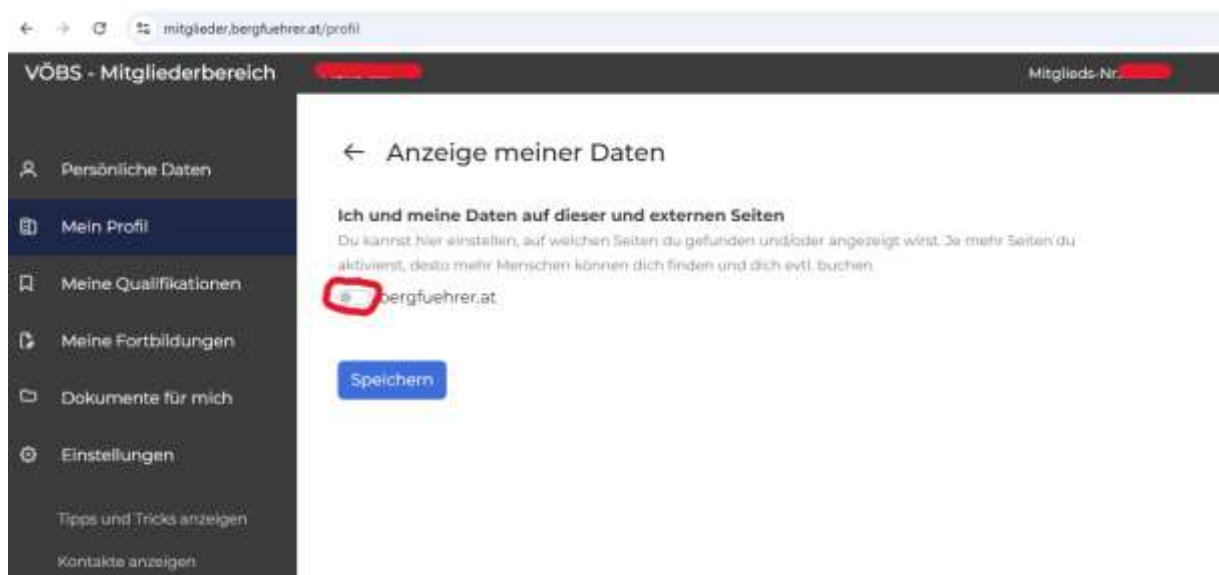 mitglieder.bergfuehrer.at/profil
VÖBS - Mitgliederbereich
Mitglieds-Nr.
← Anzeige meiner Daten
Persönliche Daten
Mein Profil
Meine Qualifikationen
Meine Fortbildungen
Dokumente für mich
Einstellungen
Tipps und Tricks anzeigen
Kontakte anzeigen
Ich und meine Daten auf dieser und externen Seiten
Du kannst hier einstellen, auf welchen Seiten du gefunden und/oder angezeigt wirst. Je mehr Seiten du
aktivierst, desto mehr Menschen können dich finden und dich evtl. buchen.
bergfuehrer.at
Speichern